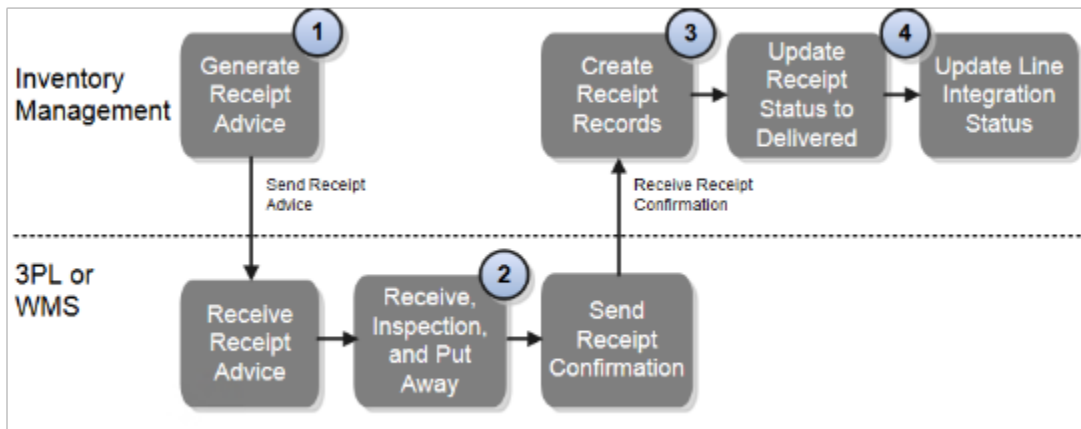 1
3
4
Inventory
Management
Generate
Receipt
Advice
Create
Receipt
Records
Update
Receipt
Status to
Delivered
Update Line
Integration
Status
Send Receipt
Advice
Receive Receipt
Confirmation
3PL or
WMS
2
Receive
Receipt
Advice
Receive,
Inspection,
and Put
Away
Send
Receipt
Confirmation